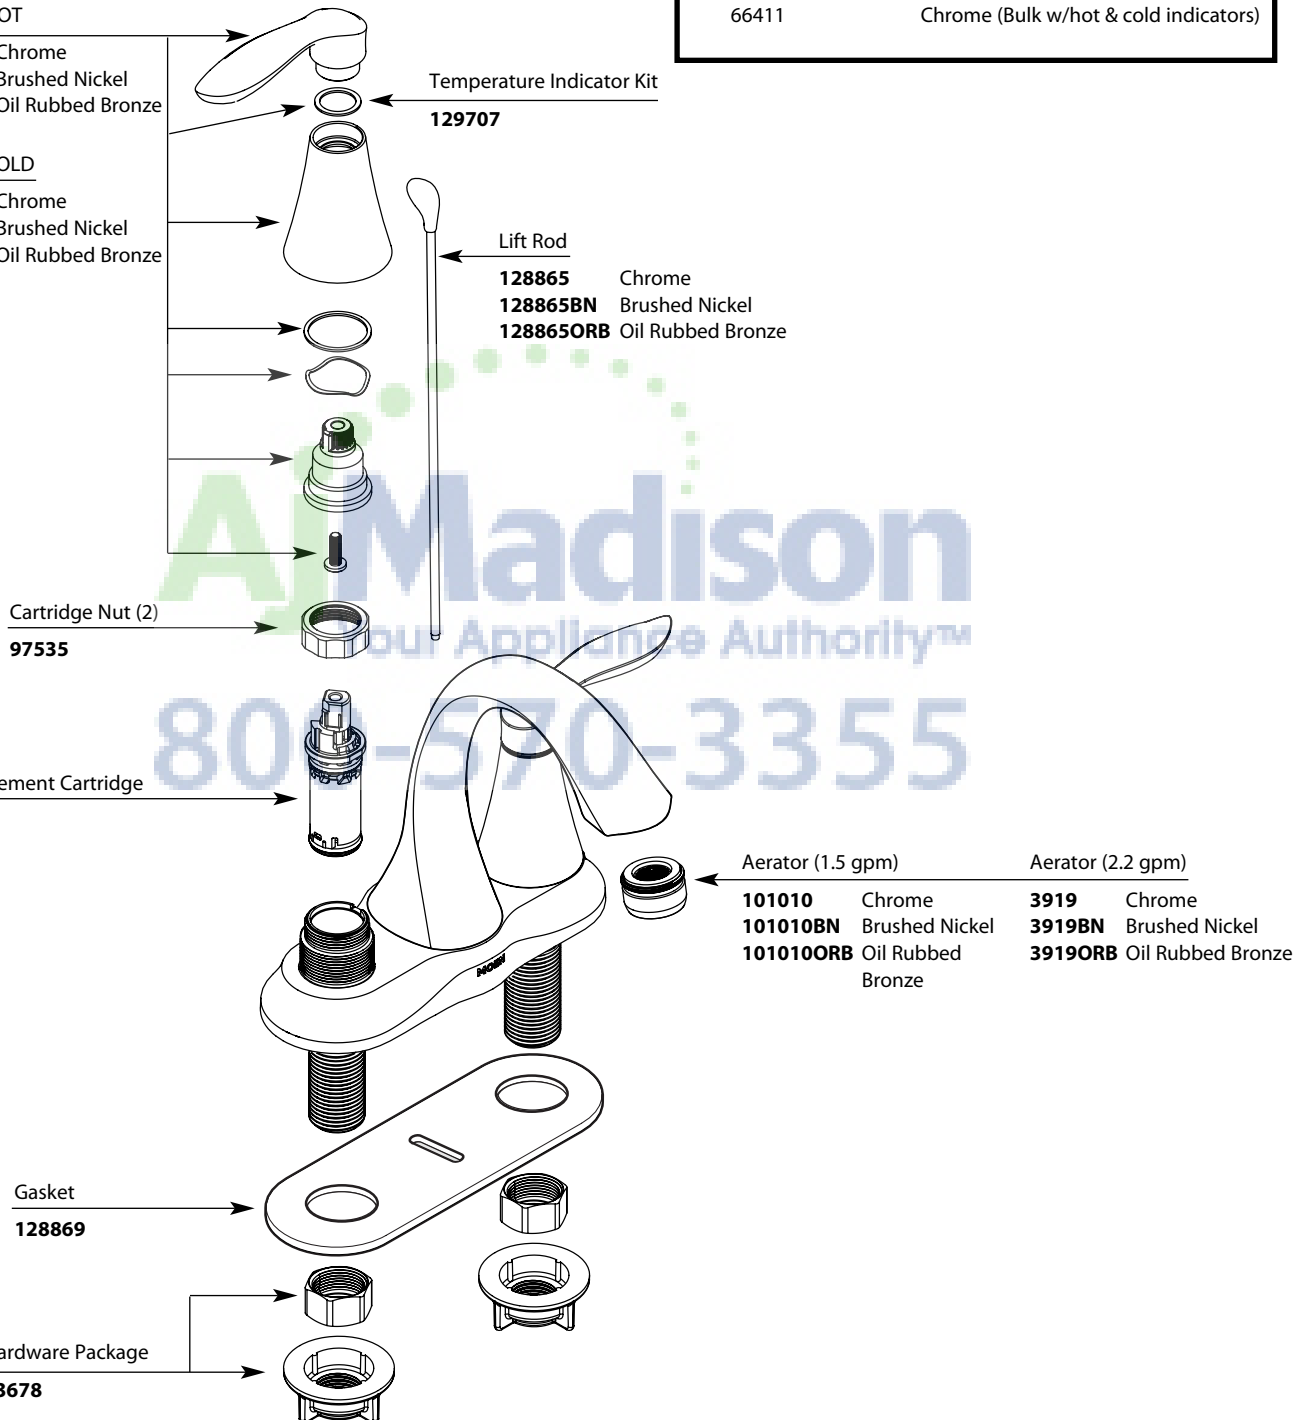 OT
Chrome
Brushed Nickel
Oil Rubbed Bronze
OLD
Chrome
Brushed Nickel
Oil Rubbed Bronze
66411 Chrome (Bulk w/hot & cold indicators)
Temperature Indicator Kit
129707
Lift Rod
128865 Chrome
128865BN Brushed Nickel
128865ORB Oil Rubbed Bronze
AjMadison
Your Appliance Authority™
800-570-3355
Cartridge Nut (2)
97535
ement Cartridge
Aerator (1.5 gpm)
101010 Chrome
101010BN Brushed Nickel
101010ORB Oil Rubbed
Bronze
Aerator (2.2 gpm)
3919 Chrome
3919BN Brushed Nickel
3919ORB Oil Rubbed Bronze
MOEN
Gasket
128869
ardware Package
3678